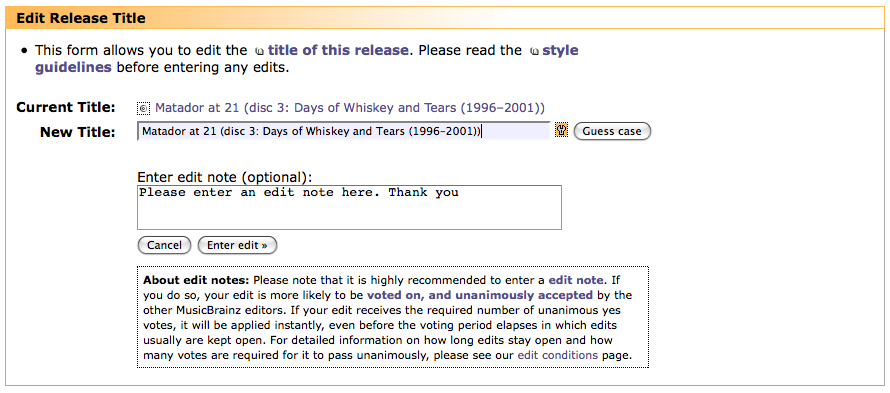 Edit Release Title
• This form allows you to edit the title of this release. Please read the style
guidelines before entering any edits.
Current Title: Matador at 21 (disc 3: Days of Whiskey and Tears (1996–2001))
New Title: Matador at 21 (disc 3: Days of Whiskey and Tears (1996–2001)) Guess case
Enter edit note (optional):
Please enter an edit note here. Thank you
Cancel Enter edit »
About edit notes: Please note that it is highly recommended to enter a edit note. If
you do so, your edit is more likely to be voted on, and unanimously accepted by the
other MusicBrainz editors. If your edit receives the required number of unanimous yes
votes, it will be applied instantly, even before the voting period elapses in which edits
usually are kept open. For detailed information on how long edits stay open and how
many votes are required for it to pass unanimously, please see our edit conditions page.